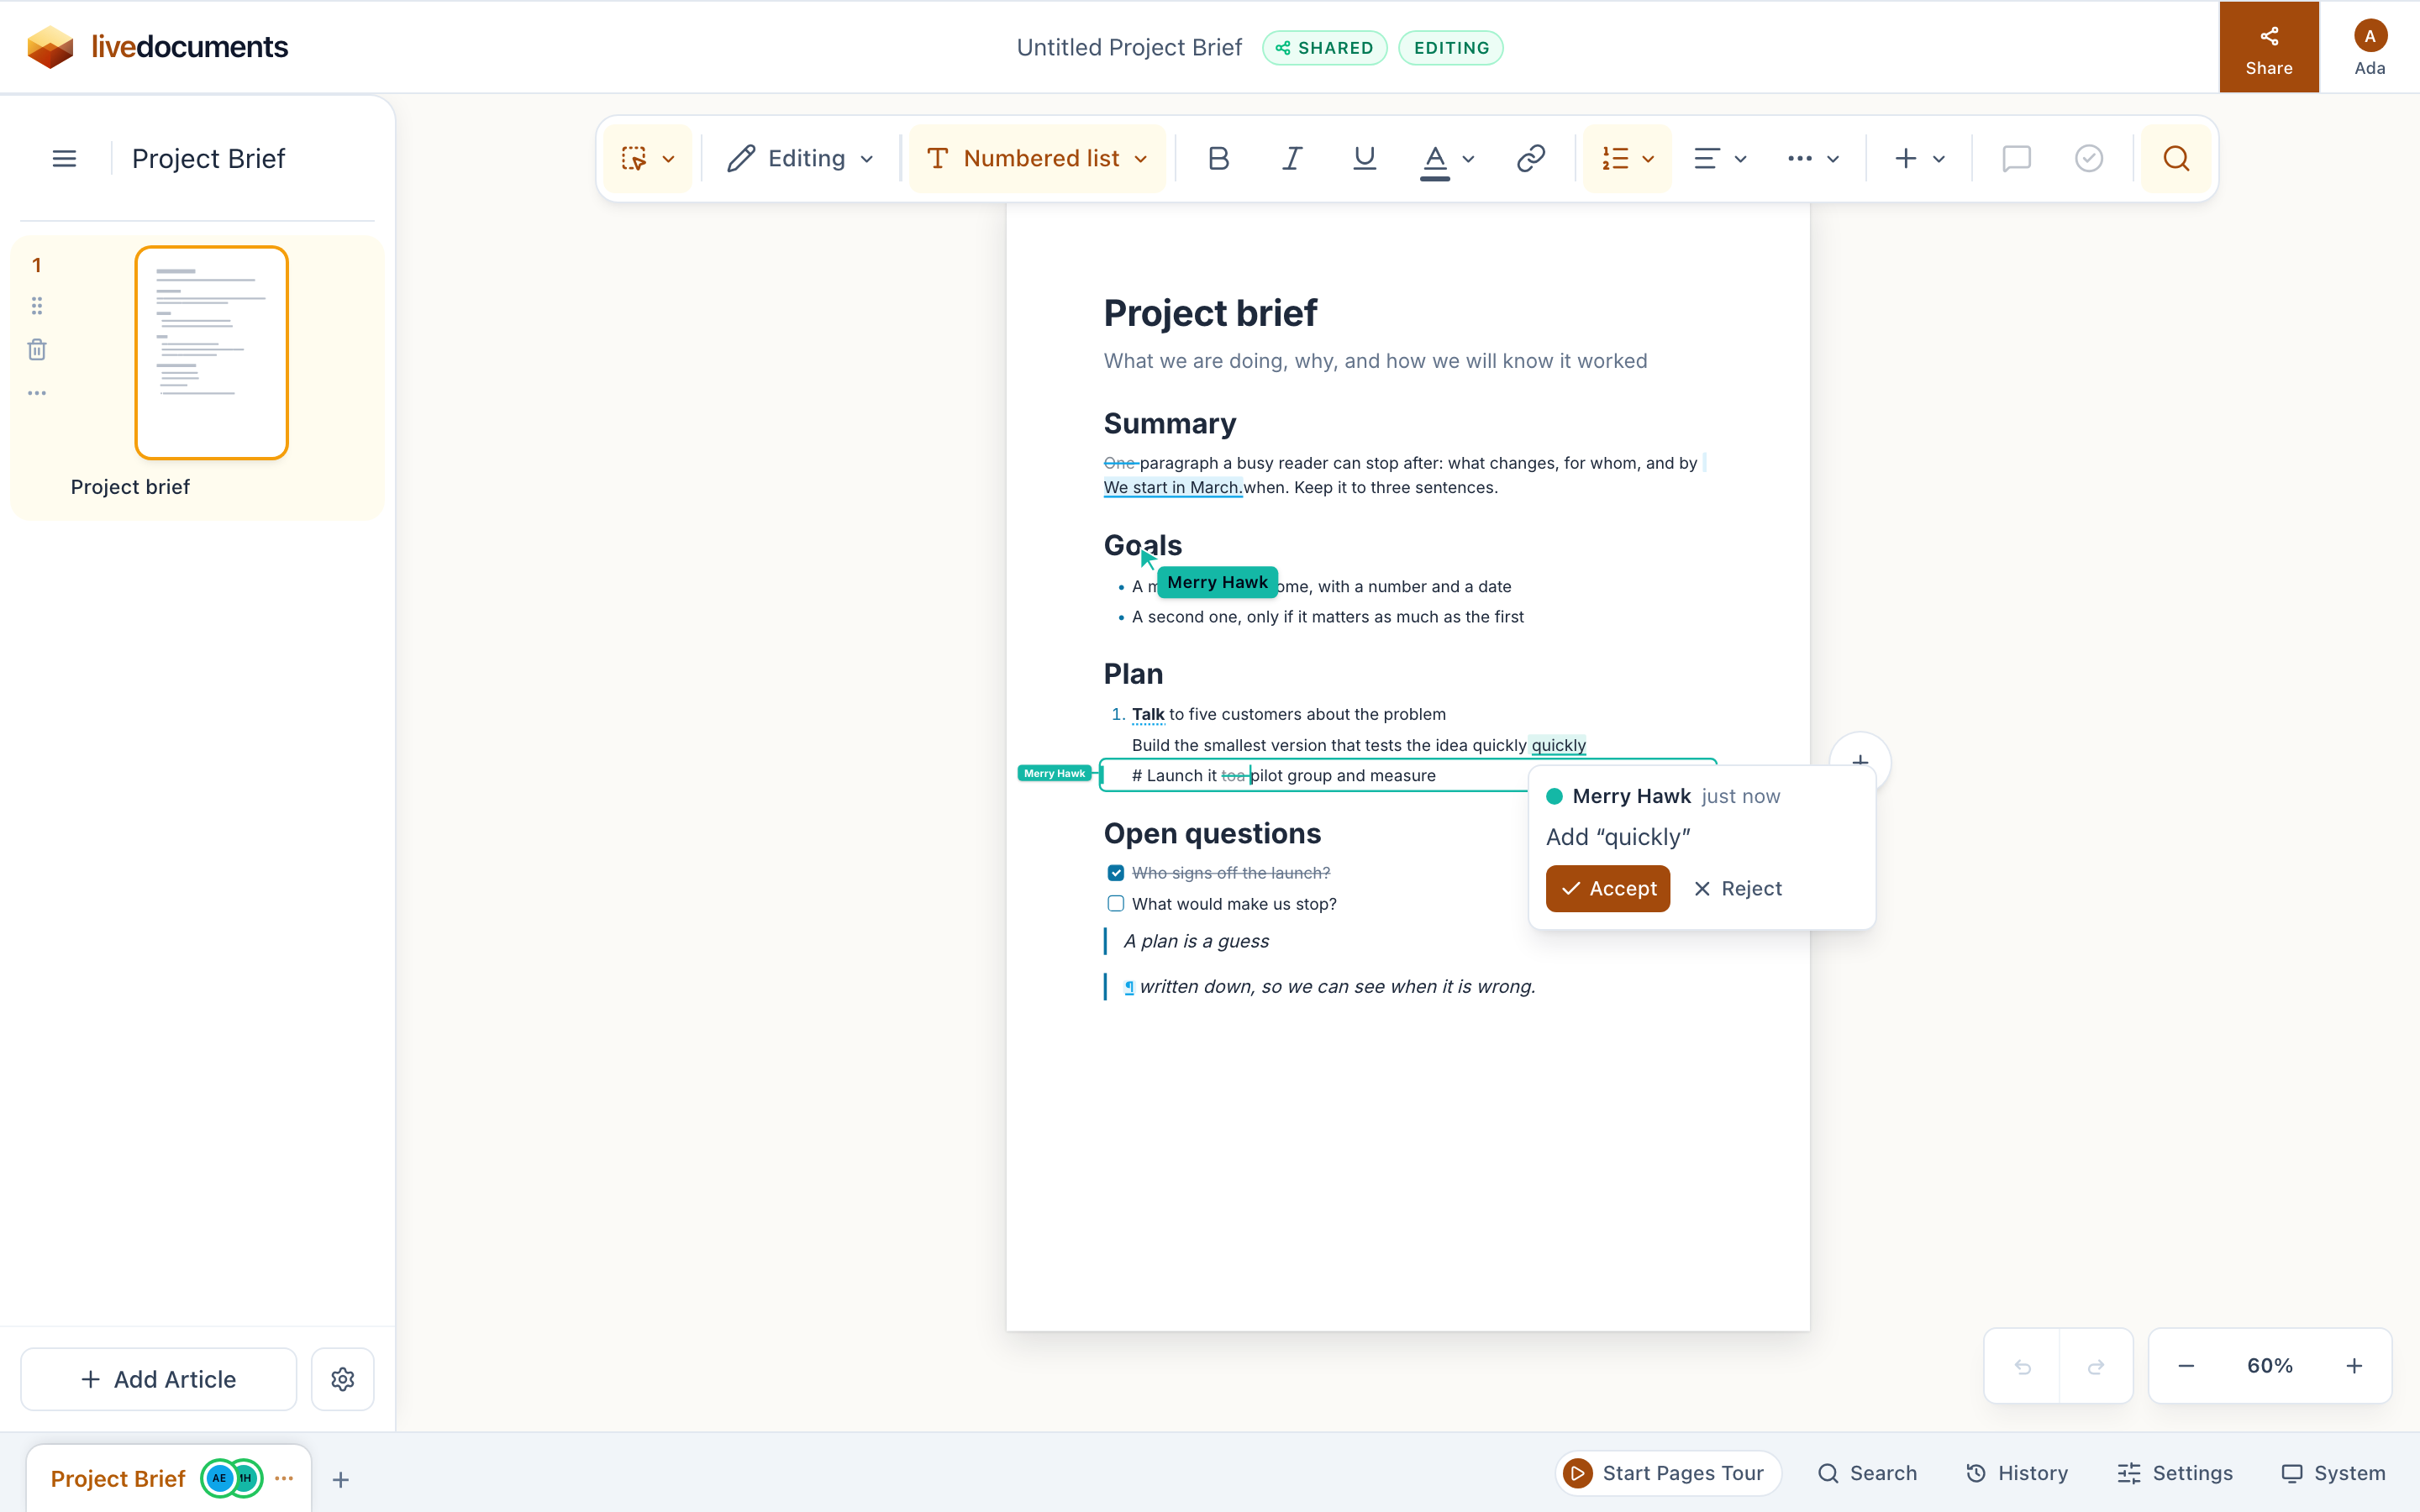 livedocuments
Untitled Project Brief
SHARED
EDITING
Share
A
Ada
Project Brief
Editing
Numbered list
1
Project brief
Project brief
What we are doing, why, and how we will know it worked
Summary
One paragraph a busy reader can stop after: what changes, for whom, and by
We start in March.when. Keep it to three sentences.
Goals
Merry Hawk
• A m ome, with a number and a date
• A second one, only if it matters as much as the first
Plan
1. Talk to five customers about the problem
Build the smallest version that tests the idea quickly quickly
Merry Hawk
# Launch it toa pilot group and measure
Merry Hawk just now
Add “quickly”
Accept
Reject
Open questions
Who signs off the launch?
What would make us stop?
A plan is a guess
¶ written down, so we can see when it is wrong.
Add Article
60%
Project Brief
AE
MH
Start Pages Tour
Search
History
Settings
System